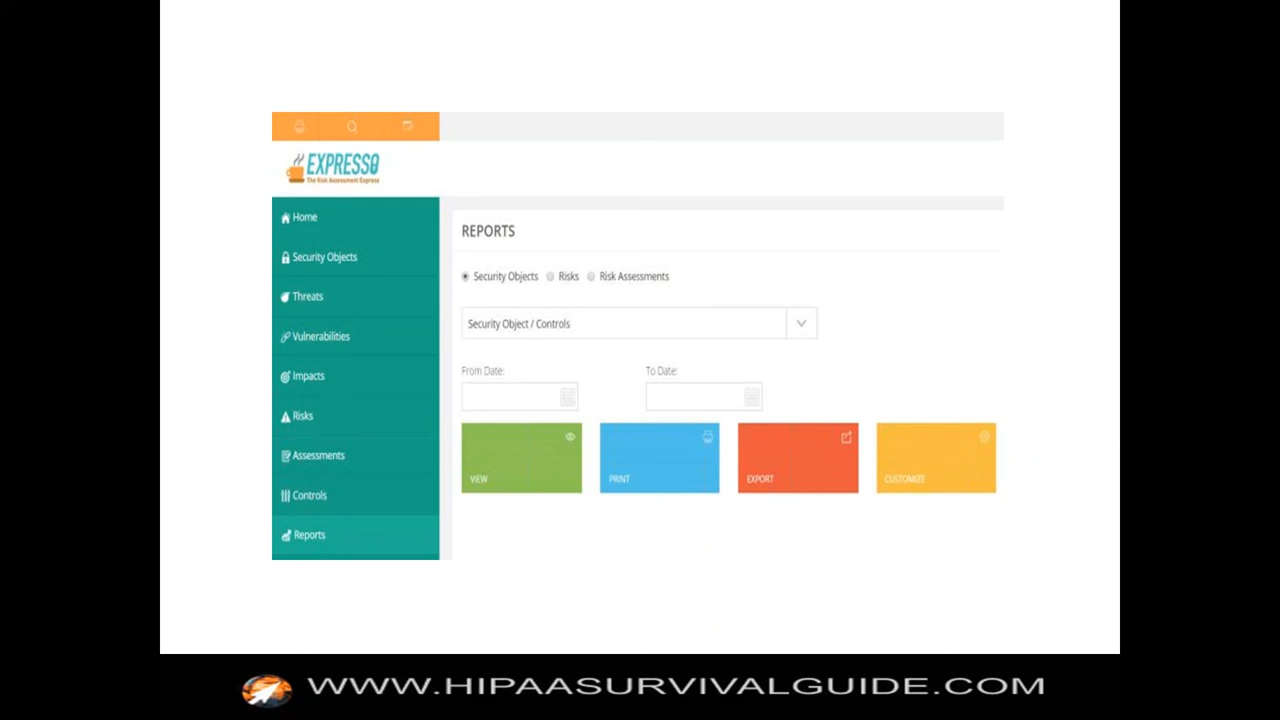 EXPRESSO
The Risk Assessment Express
Home
Security Objects
Threats
Vulnerabilities
Impacts
Risks
Assessments
Controls
Reports
REPORTS
Security Objects Risks Risk Assessments
Security Object / Controls
From Date: To Date:
VIEW PRINT EXPORT CUSTOMIZE
WWW.HIPAASURVIVALGUIDE.COM